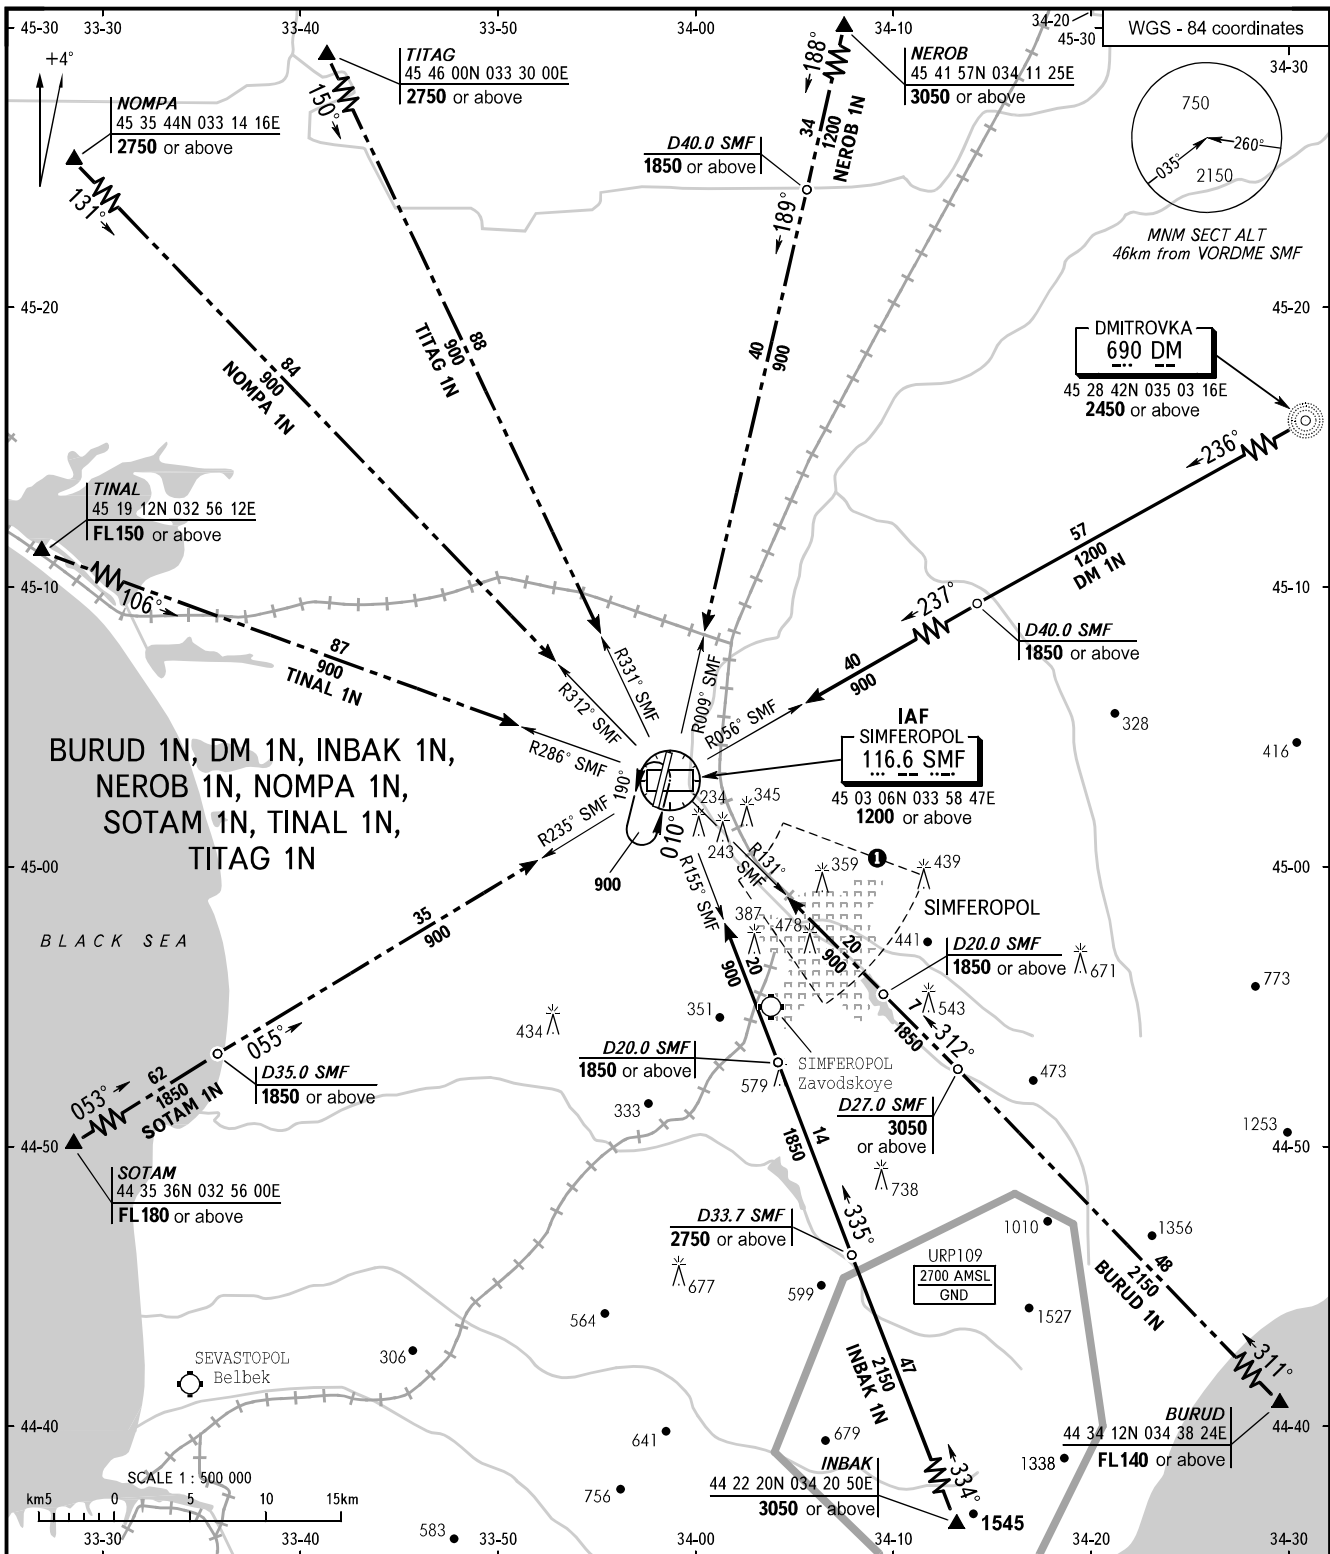 45-30
33-30
33-40
33-50
34-00
34-10
34-20
45-30
WGS - 84 coordinates
34-30
+4°
NOMPA
45 35 44N 033 14 16E
2750 or above
131°
TITAG
45 46 00N 033 30 00E
2750 or above
150°
188°
NEROB
45 41 57N 034 11 25E
3050 or above
34
1200
NEROB 1N
D40.0 SMF
1850 or above
189°
750
260°
035°
2150
MNM SECT ALT
46km from VORDME SMF
45-20
45-20
84
900
NOMPA 1N
88
900
TITAG 1N
40
900
DMITROVKA
690 DM
45 28 42N 035 03 16E
2450 or above
236°
57
1200
DM 1N
TINAL
45 19 12N 032 56 12E
FL150 or above
106°
87
900
TINAL 1N
45-10
45-10
237°
D40.0 SMF
1850 or above
40
900
R331° SMF
R312° SMF
R009° SMF
R056° SMF
R286° SMF
R235° SMF
R131° SMF
R155° SMF
IAF
SIMFEROPOL
116.6 SMF
45 03 06N 033 58 47E
1200 or above
328
416
BURUD 1N, DM 1N, INBAK 1N,
NEROB 1N, NOMPA 1N,
SOTAM 1N, TINAL 1N,
TITAG 1N
190°
010°
900
234
345
243
359
1
439
45-00
45-00
SIMFEROPOL
387
478
441
20
900
20
900
D20.0 SMF
1850 or above
671
773
543
BLACK SEA
35
900
055°
434
351
D35.0 SMF
1850 or above
053°
62
1850
SOTAM 1N
D20.0 SMF
1850 or above
579
SIMFEROPOL
Zavodskoye
7
1850
312°
473
333
D27.0 SMF
3050
or above
1253
44-50
44-50
14
1850
738
SOTAM
44 35 36N 032 56 00E
FL180 or above
D33.7 SMF
2750 or above
335°
1010
1356
677
599
URP109
2700 AMSL
GND
48
2150
BURUD 1N
564
1527
306
SEVASTOPOL
Belbek
47
2150
INBAK 1N
311°
44-40
44-40
BURUD
44 34 12N 034 38 24E
FL140 or above
641
679
1338
INBAK
44 22 20N 034 20 50E
3050 or above
334°
756
1545
SCALE 1 : 500 000
km5 0 5 10 15km
583
33-30
33-40
33-50
34-00
34-10
34-20
34-30